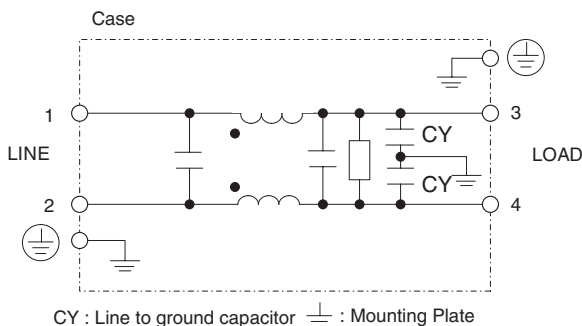 Case
1
3
LINE
CY
LOAD
CY
2
4
CY : Line to ground capacitor : Mounting Plate